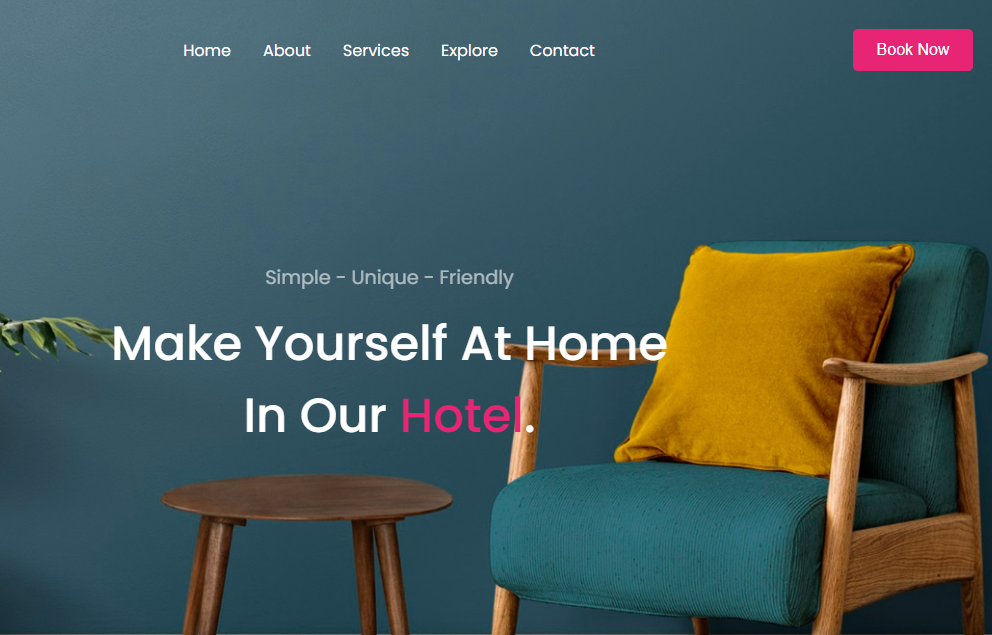 Home About Services Explore Contact Book Now
Simple - Unique - Friendly
Make Yourself At Home
In Our Hotel.